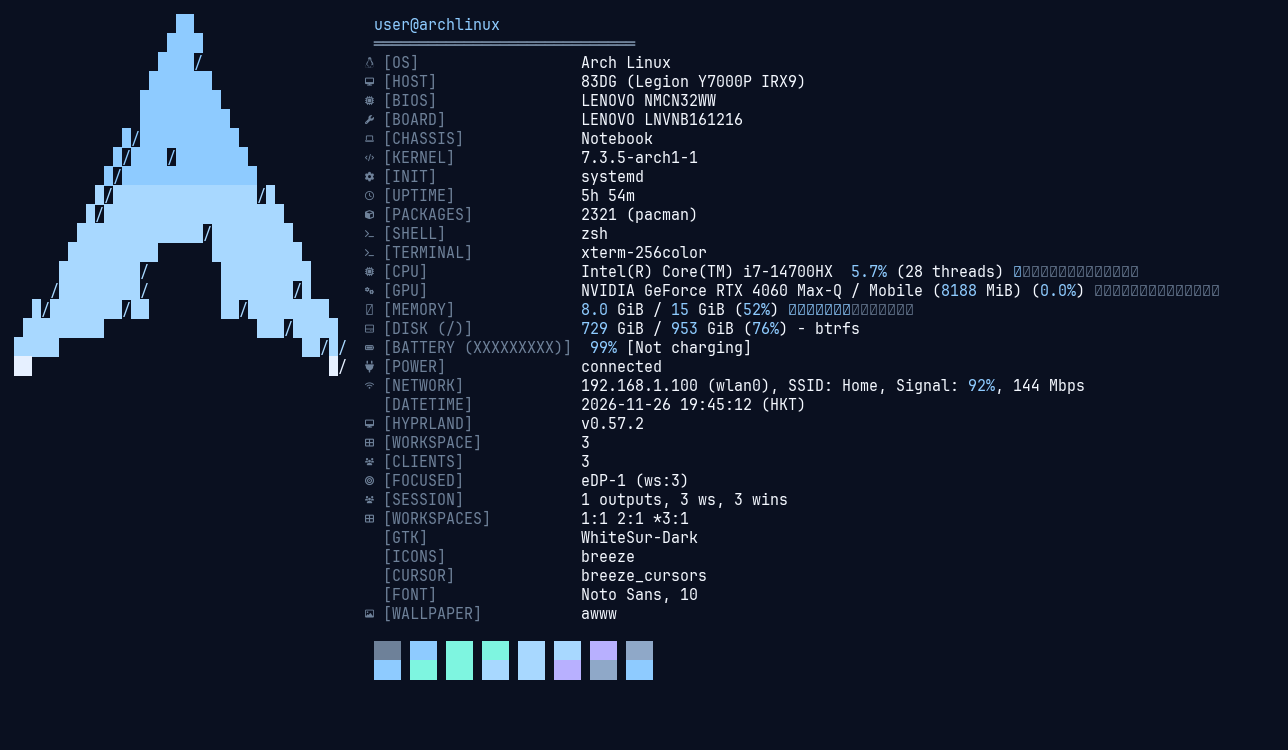 user@archlinux
[OS] Arch Linux
[HOST] 83DG (Legion Y7000P IRX9)
[BIOS] LENOVO NMCN32WW
[BOARD] LENOVO LNVNB161216
[CHASSIS] Notebook
[KERNEL] 7.3.5-arch1-1
[INIT] systemd
[UPTIME] 5h 54m
[PACKAGES] 2321 (pacman)
[SHELL] zsh
[TERMINAL] xterm-256color
[CPU] Intel(R) Core(TM) i7-14700HX 5.7% (28 threads)
[GPU] NVIDIA GeForce RTX 4060 Max-Q / Mobile (8188 MiB) (0.0%)
[MEMORY] 8.0 GiB / 15 GiB (52%)
[DISK (/)] 729 GiB / 953 GiB (76%) - btrfs
[BATTERY (XXXXXXXXX)] 99% [Not charging]
[POWER] connected
[NETWORK] 192.168.1.100 (wlan0), SSID: Home, Signal: 92%, 144 Mbps
[DATETIME] 2026-11-26 19:45:12 (HKT)
[HYPRLAND] v0.57.2
[WORKSPACE] 3
[CLIENTS] 3
[FOCUSED] eDP-1 (ws:3)
[SESSION] 1 outputs, 3 ws, 3 wins
[WORKSPACES] 1:1 2:1 *3:1
[GTK] WhiteSur-Dark
[ICONS] breeze
[CURSOR] breeze_cursors
[FONT] Noto Sans, 10
[WALLPAPER] awww